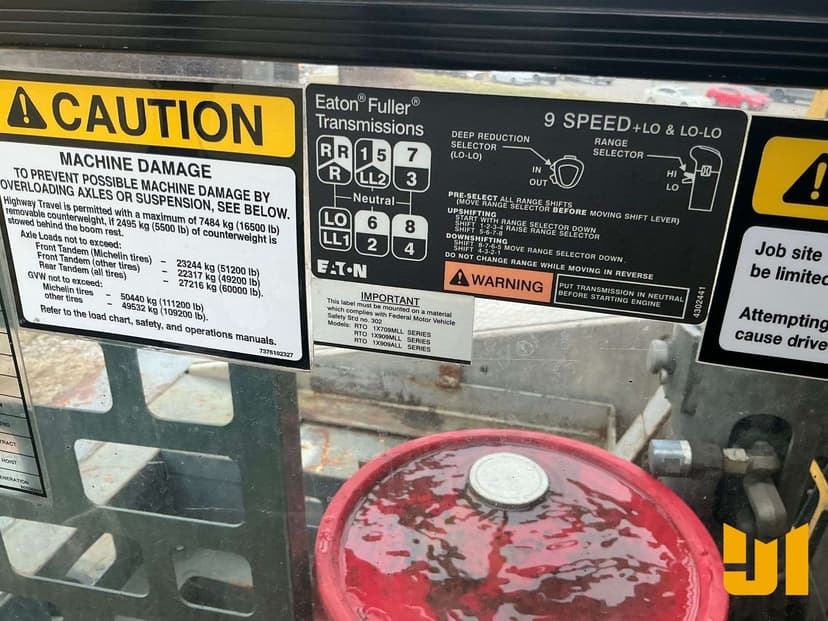 CAUTION
MACHINE DAMAGE
TO PREVENT POSSIBLE MACHINE DAMAGE BY
OVERLOADING AXLES OR SUSPENSION, SEE BELOW.
Highway Travel is permitted with a maximum of 7484 kg (16500 lb)
removable counterweight, if 2495 kg (5500 lb) of counterweight is
stowed behind the boom rest.
Axle Loads not to exceed:
Front Tandem (Michelin tires) - 23244 kg (51200 lb)
Front Tandem (other tires) - 22317 kg (49200 lb)
Rear Tandem (all tires) - 27216 kg (60000 lb).
GVW not to exceed:
Michelin tires - 50440 kg (111200 lb)
other tires - 49532 kg (109200 lb).
Refer to the load chart, safety, and operations manuals.
7376102327
Eaton® Fuller®
Transmissions
R R 1 5 7
R LL2 3
Neutral
LO 6 8
LL1 2 4
EATON
9 SPEED +LO & LO-LO
DEEP REDUCTION
SELECTOR
(LO-LO)
IN
OUT
RANGE
SELECTOR
HI
LO
PRE-SELECT ALL RANGE SHIFTS
(MOVE RANGE SELECTOR BEFORE MOVING SHIFT LEVER)
UPSHIFTING
START WITH RANGE SELECTOR DOWN
SHIFT 1-2-3-4 RAISE RANGE SELECTOR
SHIFT 5-6-7-8
DOWNSHIFTING
SHIFT 8-7-6-5 MOVE RANGE SELECTOR DOWN.
SHIFT 4-3-2-1
DO NOT CHANGE RANGE WHILE MOVING IN REVERSE
WARNING
PUT TRANSMISSION IN NEUTRAL
BEFORE STARTING ENGINE
4302441
IMPORTANT
This label must be mounted on a material
which complies with Federal Motor Vehicle
Safety Std no. 302
Models: RTO 1X709MLL SERIES
RTO 1X909MLL SERIES
RTO 1X909ALL SERIES
Job site
be limited
Attempting
cause drive
TRACT
HOIST
ENERATION